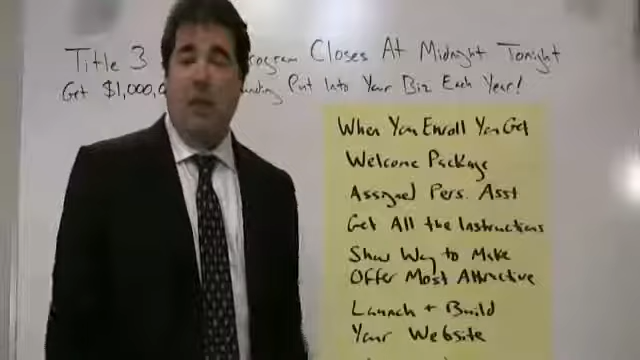 Title 3 rogram Closes At Midnight Tonight
Get $1,000,0 unding Put Into Your Biz Each Year!
When You Enroll You Get
Welcome Package
Assigned Pers. Asst
Get All the Instructions
Show Way to Make
Offer Most Attractive
Launch + Build
Your Website